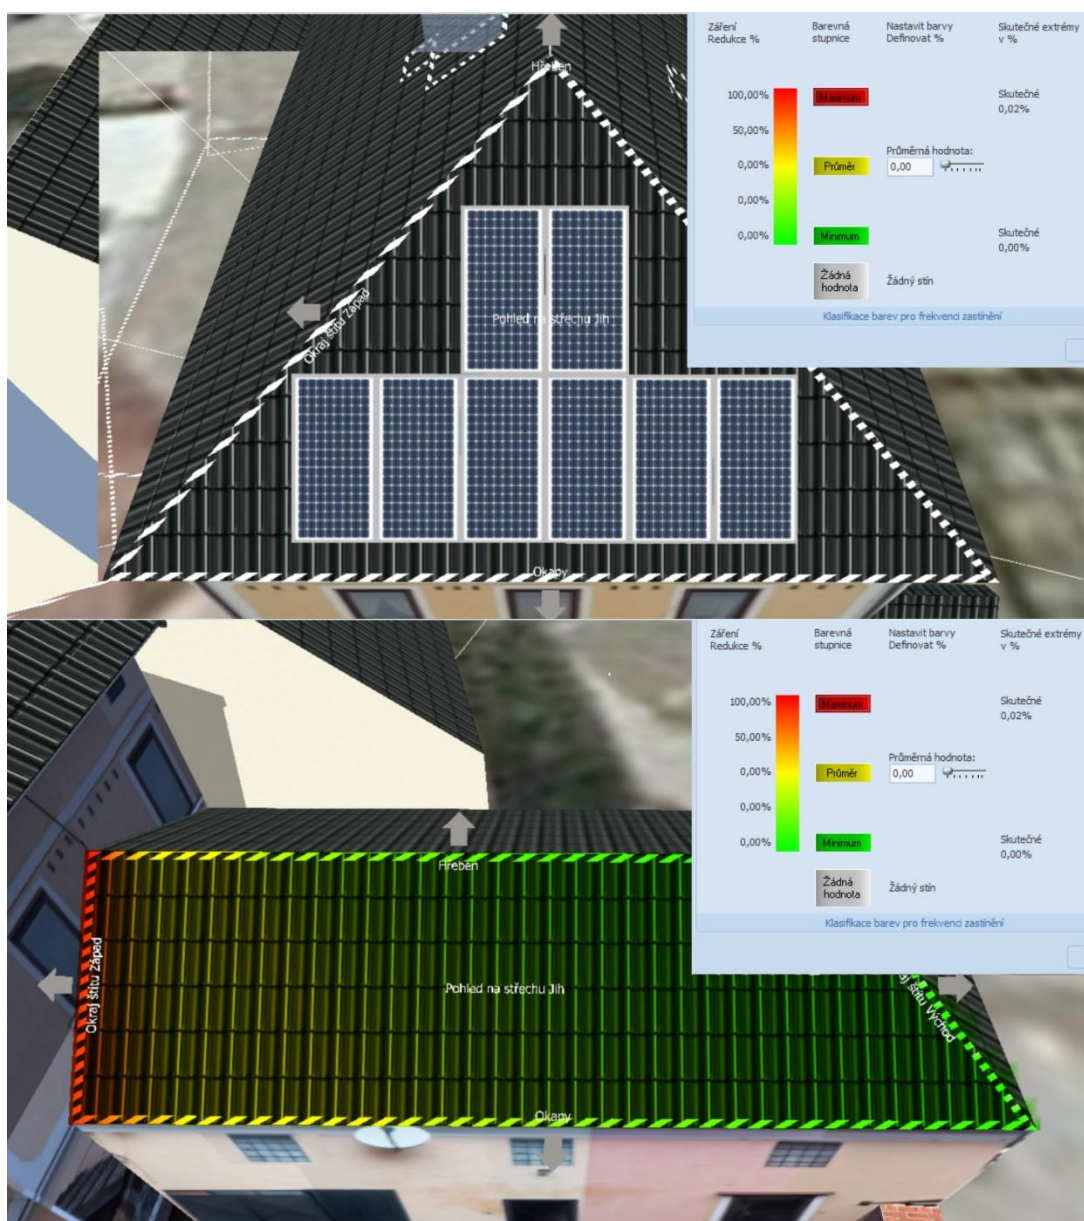 Záření
Redukce %
Barevná
stupnice
Nastavit barvy
Definovat %
Skutečné extrémy
v %
100,00%
Maximum
Skutečné
0,02%
50,00%
Průměrná hodnota:
0,00%
Průměr
0,00
0,00%
0,00%
Minimum
Skutečné
0,00%
Žádná
hodnota
Žádný stín
Klasifikace barev pro frekvenci zastínění
Hřeben
Okraj štítu Západ
Pohled na střechu Jih
Okapy
Záření
Redukce %
Barevná
stupnice
Nastavit barvy
Definovat %
Skutečné extrémy
v %
100,00%
Maximum
Skutečné
0,02%
50,00%
Průměrná hodnota:
0,00%
Průměr
0,00
0,00%
0,00%
Minimum
Skutečné
0,00%
Žádná
hodnota
Žádný stín
Klasifikace barev pro frekvenci zastínění
Hřeben
Okraj štítu Západ
Pohled na střechu Jih
štítu Východ
Okapy